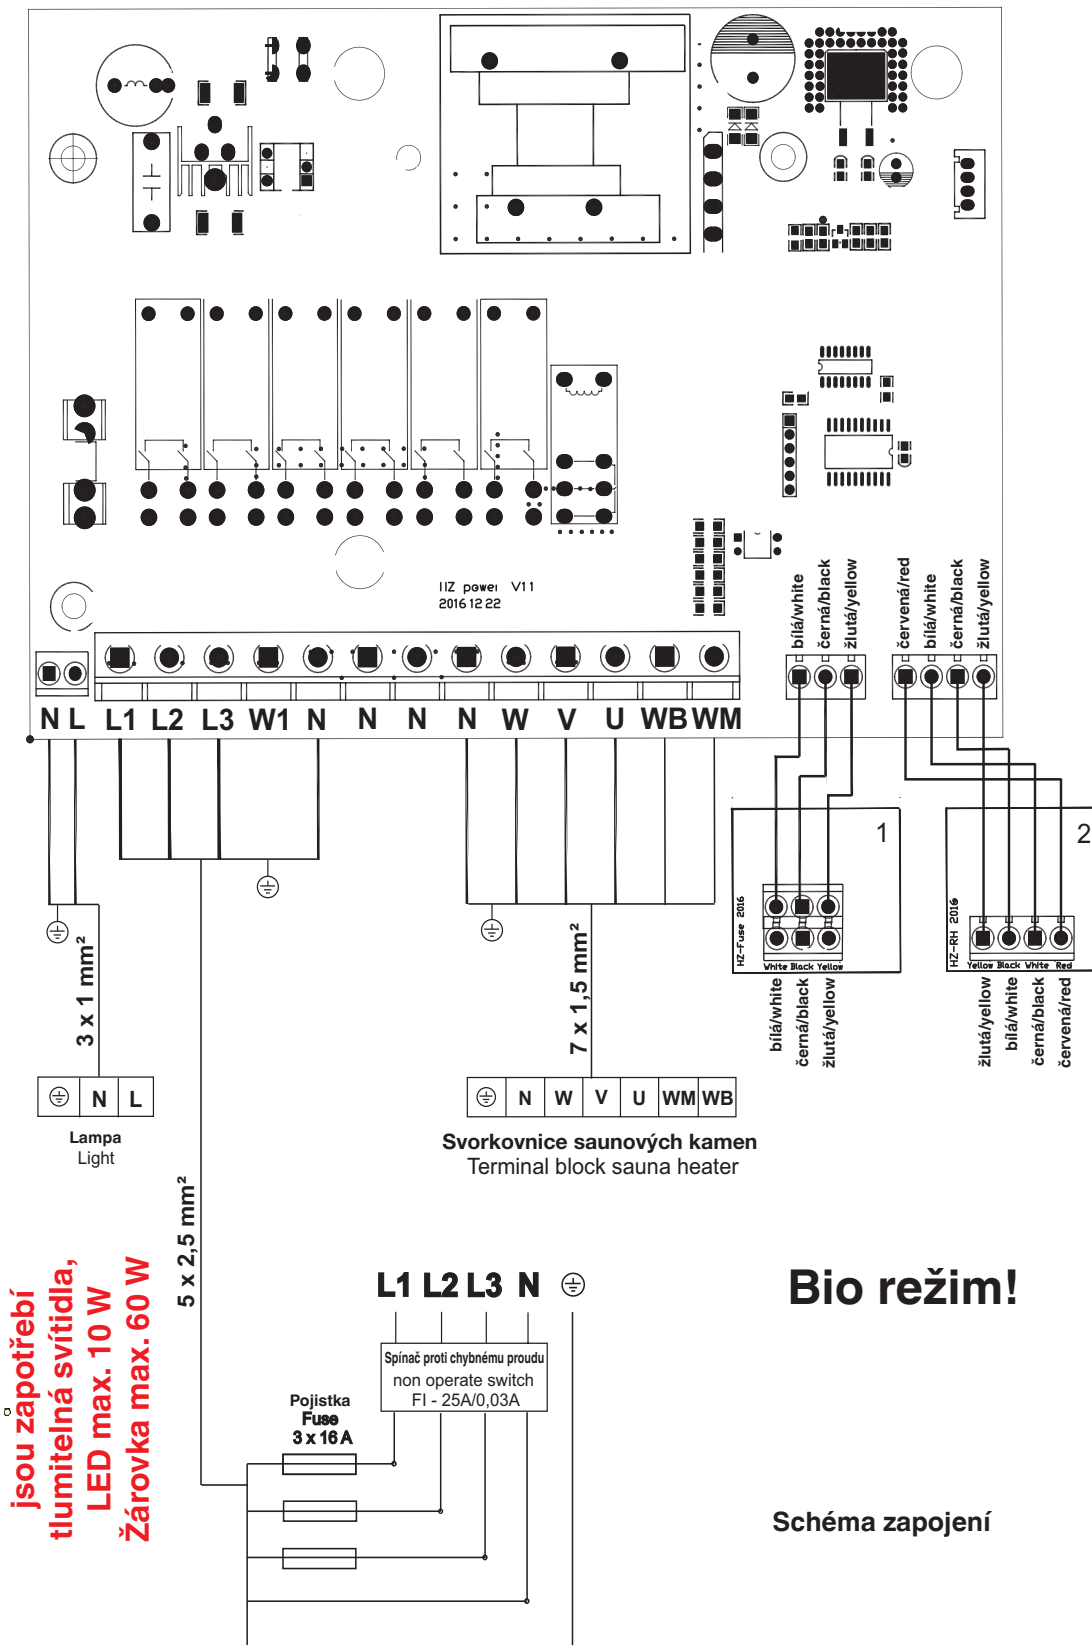 IIZ power V11
2016 12 22
bílá/white
černá/black
žlutá/yellow
červená/red
bílá/white
černá/black
žlutá/yellow
N L L1 L2 L3 W1 N N N N W V U WB WM
1
2
HZ-Fuse 2016
White Black Yellow
HZ-RH 2016
Yellow Black White Red
bílá/white
černá/black
žlutá/yellow
žlutá/yellow
bílá/white
černá/black
červená/red
3 x 1 mm²
7 x 1,5 mm²
N L
Lampa
Light
N W V U WM WB
Svorkovnice saunových kamen
Terminal block sauna heater
5 x 2,5 mm²
jsou zapotřebí
tlumitelná svítidla,
LED max. 10 W
Žárovka max. 60 W
L1 L2 L3 N
Bio režim!
Spínač proti chybnému proudu
non operate switch
FI - 25A/0,03A
Pojistka
Fuse
3 x 16 A
Schéma zapojení